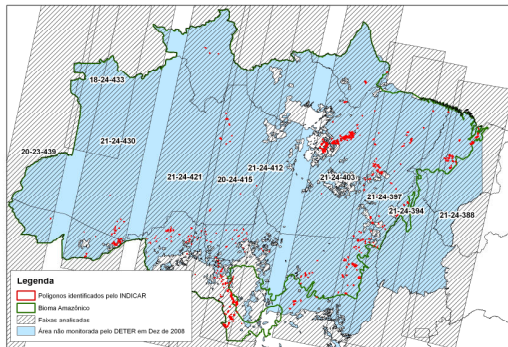 18-24-433
20-23-439
21-24-430
21-24-421
20-24-415
21-24-412
21-24-403
21-24-397
21-24-394
21-24-388
Legenda
Polígonos identificados pelo INDICAR
Bioma Amazônico
Faixas analisadas
Área não monitorada pelo DETER em Dez de 2008